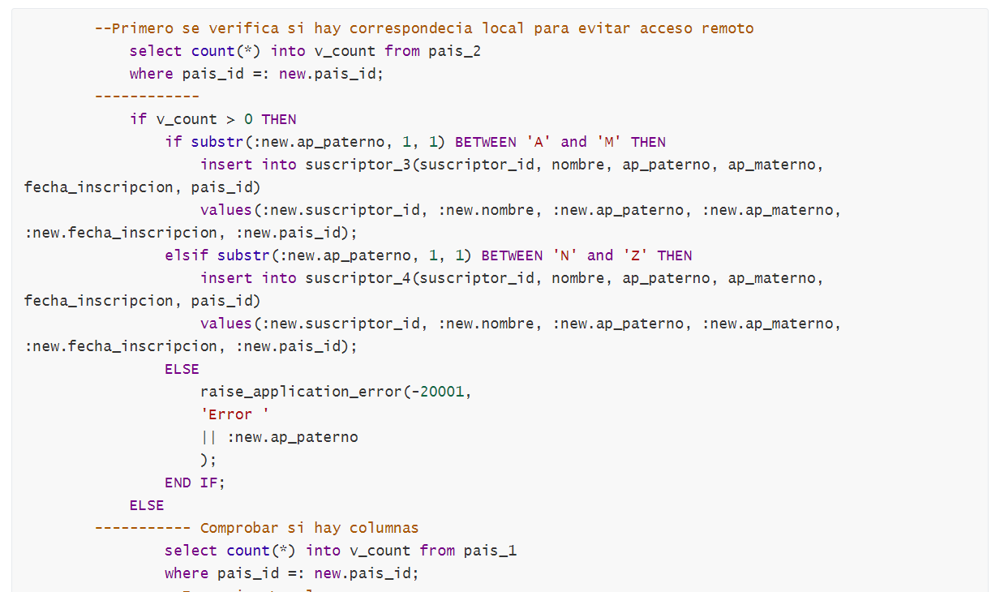 --Primero se verifica si hay correspondecia local para evitar acceso remoto
select count(*) into v_count from pais_2
where pais_id =: new.pais_id;
------------
if v_count > 0 THEN
if substr(:new.ap_paterno, 1, 1) BETWEEN 'A' and 'M' THEN
insert into suscriptor_3(suscriptor_id, nombre, ap_paterno, ap_materno,
fecha_inscripcion, pais_id)
values(:new.suscriptor_id, :new.nombre, :new.ap_paterno, :new.ap_materno,
:new.fecha_inscripcion, :new.pais_id);
elsif substr(:new.ap_paterno, 1, 1) BETWEEN 'N' and 'Z' THEN
insert into suscriptor_4(suscriptor_id, nombre, ap_paterno, ap_materno,
fecha_inscripcion, pais_id)
values(:new.suscriptor_id, :new.nombre, :new.ap_paterno, :new.ap_materno,
:new.fecha_inscripcion, :new.pais_id);
ELSE
raise_application_error(-20001,
'Error '
|| :new.ap_paterno
);
END IF;
ELSE
----------- Comprobar si hay columnas
select count(*) into v_count from pais_1
where pais_id =: new.pais_id;